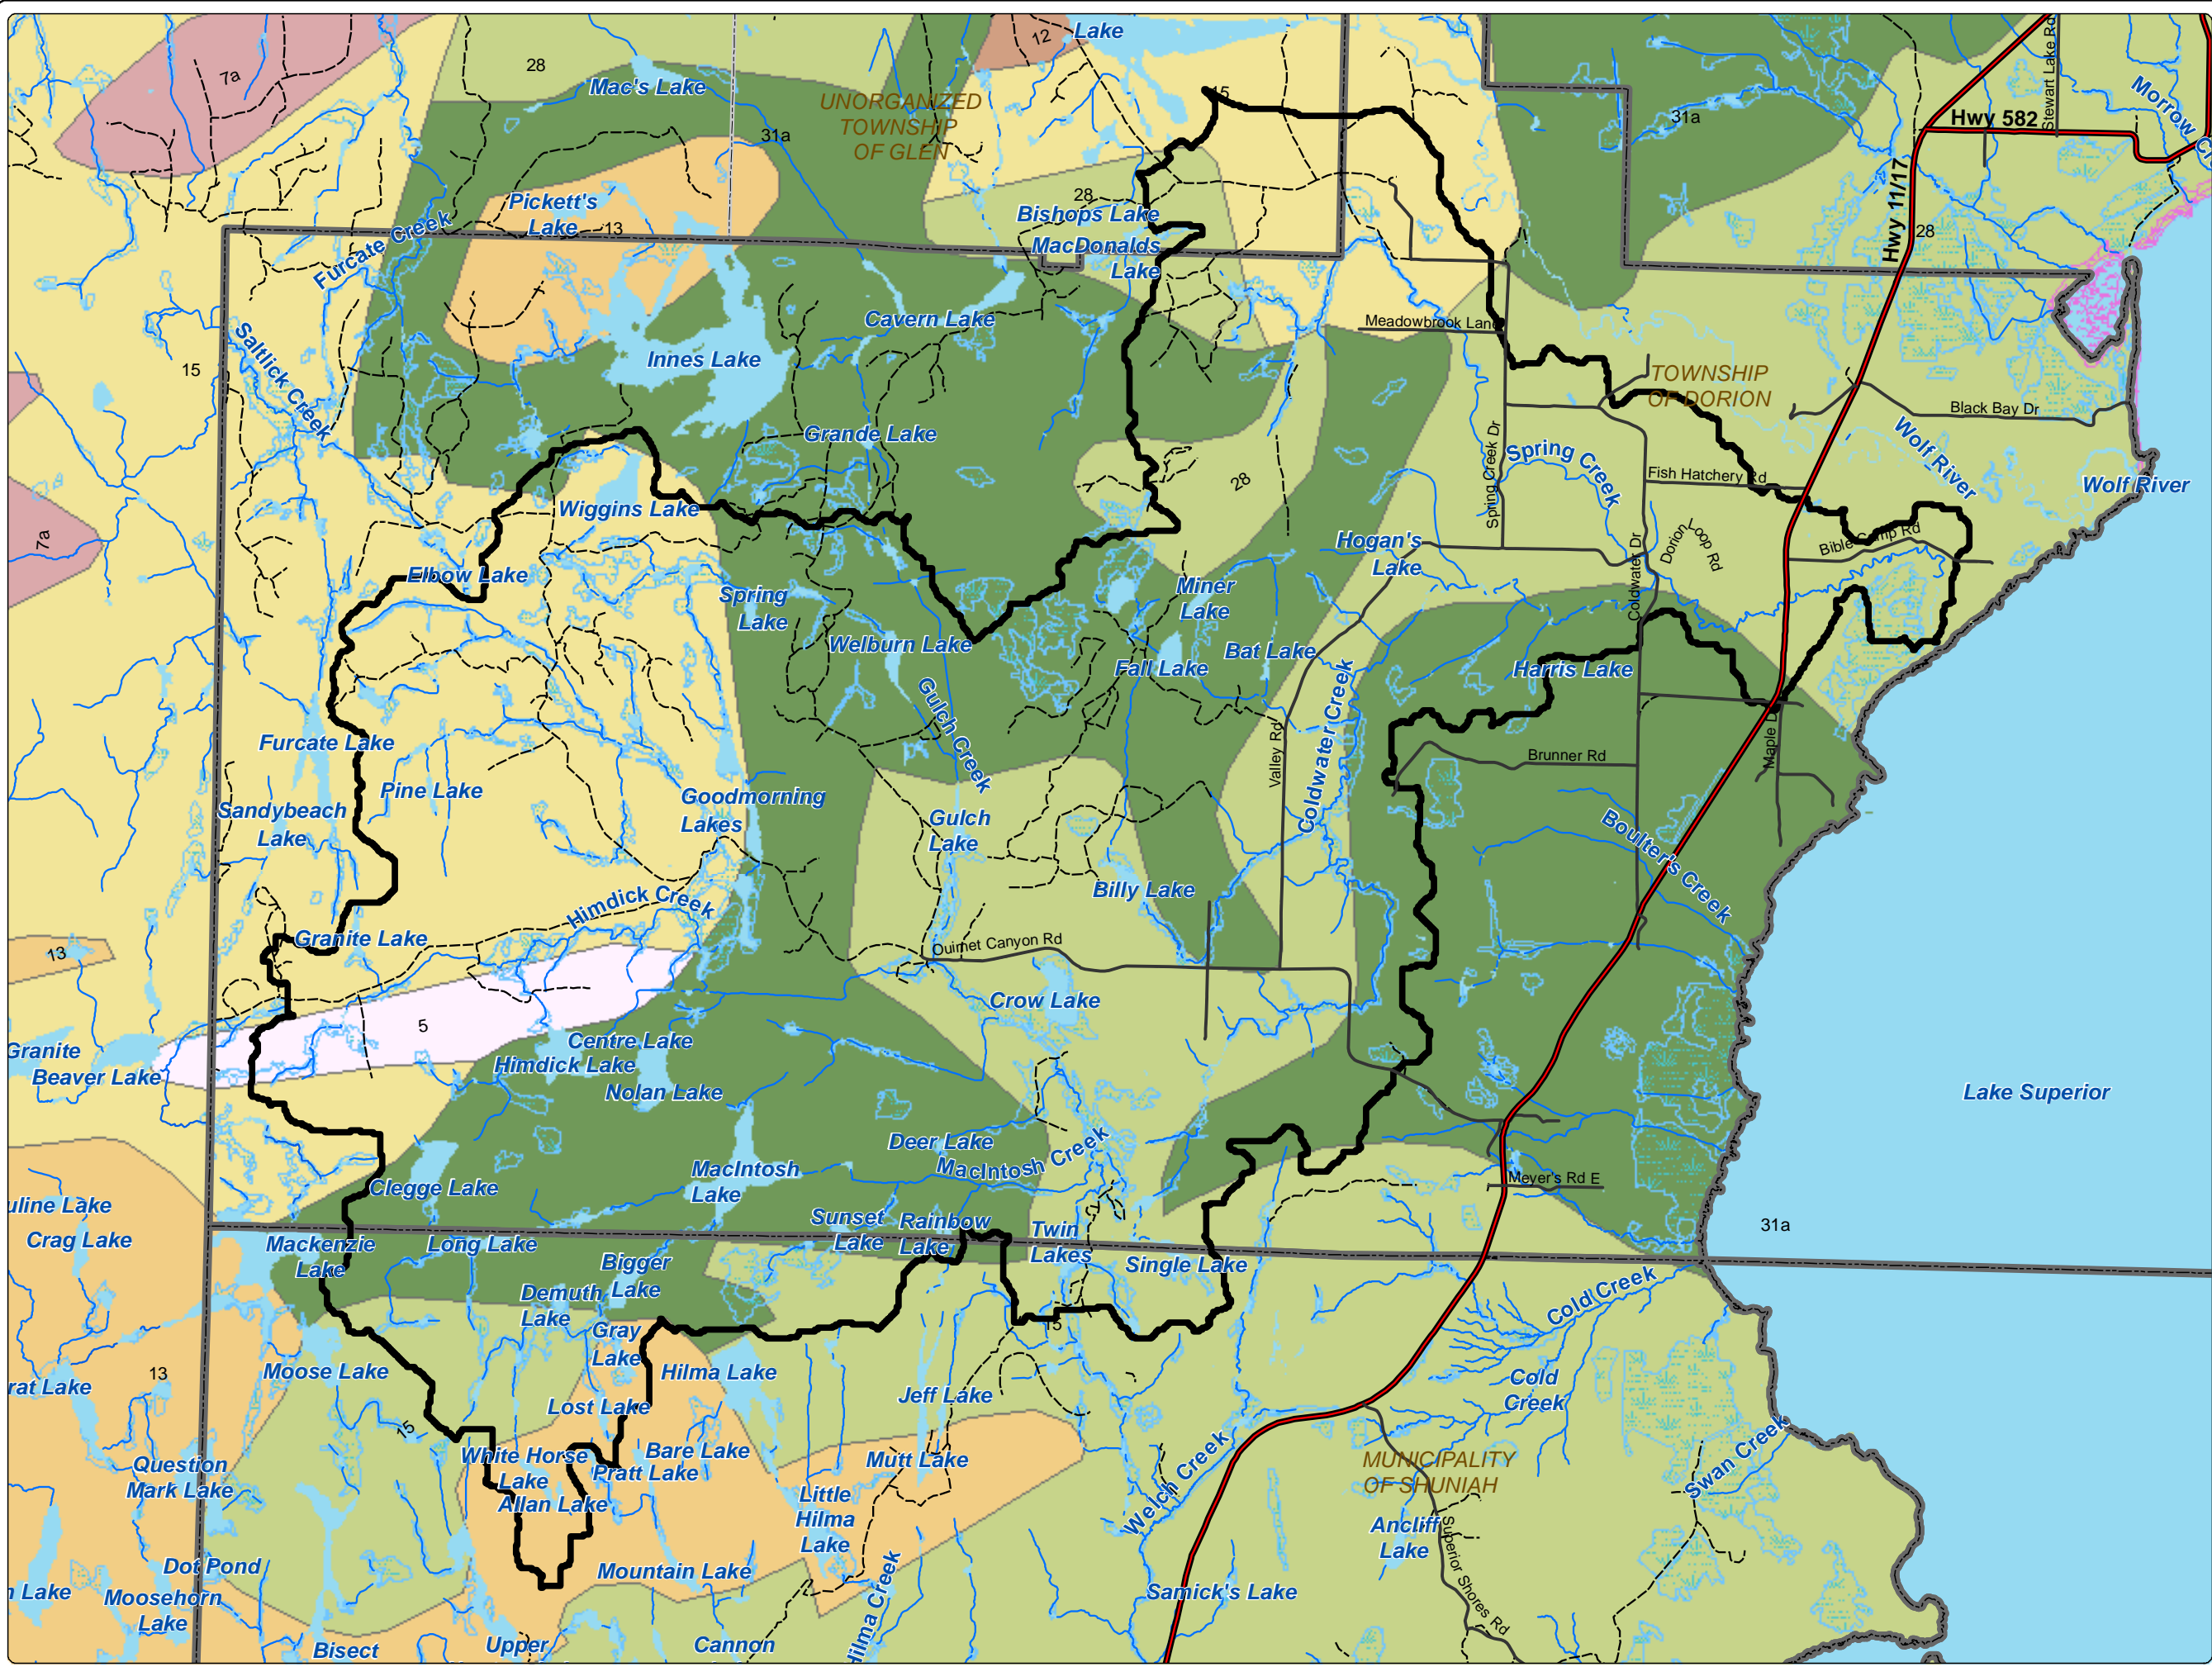 Lake
12
7a
28
Mac's Lake
UNORGANIZED
TOWNSHIP
OF GLEN
15
31a
31a
Hwy 582
Stewart Lake Rd
Morrow
Hwy 11/17
28
Pickett's
Lake
13
28
Bishops Lake
MacDonalds
Lake
Furcate Creek
Saltlick Creek
15
Innes Lake
Cavern Lake
Meadowbrook Lane
TOWNSHIP
OF DORION
Black Bay Dr
Grande Lake
28
Spring Creek Dr
Spring Creek
Fish Hatchery Rd
Wolf River
Wolf River
Wiggins Lake
7a
Elbow Lake
Hogan's
Lake
Coldwater Dr
Dorion
Loop Rd
Bible Camp Rd
Spring
Lake
Miner
Lake
Welburn Lake
Fall Lake
Bat Lake
Harris Lake
Gulch Creek
Coldwater Creek
Valley Rd
Brunner Rd
Furcate Lake
Pine Lake
Sandybeach
Lake
Goodmorning
Lakes
Gulch
Lake
Boulter's Creek
Billy Lake
Himdick Creek
Granite Lake
13
Ouimet Canyon Rd
Crow Lake
5
Granite
Beaver Lake
Centre Lake
Himdick Lake
Nolan Lake
Lake Superior
Deer Lake
MacIntosh Creek
MacIntosh
Lake
Clegge Lake
Meyer's Rd E
31a
Crag Lake
Mackenzie
Lake
Long Lake
Sunset
Lake
Rainbow
Lake
Twin
Lakes
Single Lake
Bigger
Lake
Demuth
Lake
Gray
Lake
15
Cold Creek
13
Moose Lake
Hilma Lake
Jeff Lake
Cold
Creek
Lost Lake
15
White Horse
Lake
Bare Lake
Pratt Lake
Mutt Lake
MUNICIPALITY
OF SHUNIAH
Swan Creek
Question
Mark Lake
Allan Lake
Little
Hilma
Lake
Welch Creek
Ancliff
Lake
Superior Shores Rd
Dot Pond
Moosehorn
Lake
Mountain Lake
Hilma Creek
Samick's Lake
Bisect
Upper
Cannon